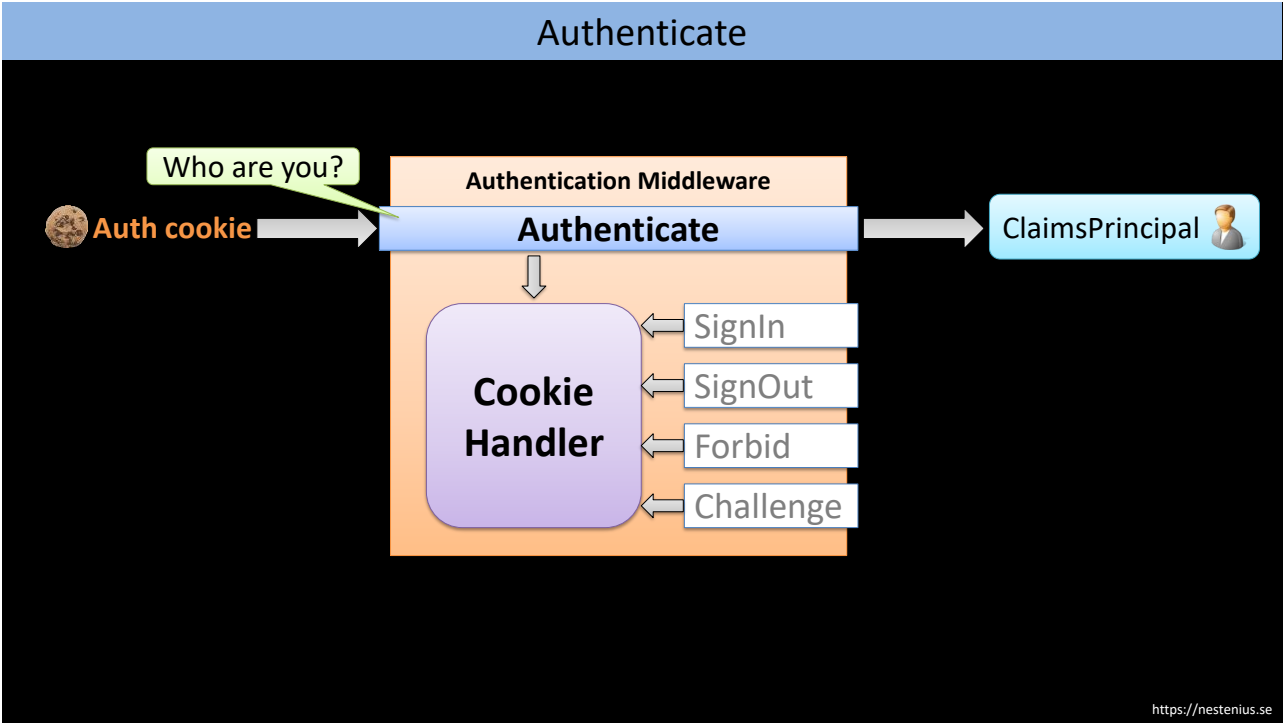 Authenticate
Who are you?
Authentication Middleware
Auth cookie
Authenticate
ClaimsPrincipal
Cookie
Handler
SignIn
SignOut
Forbid
Challenge
https://nestenius.se